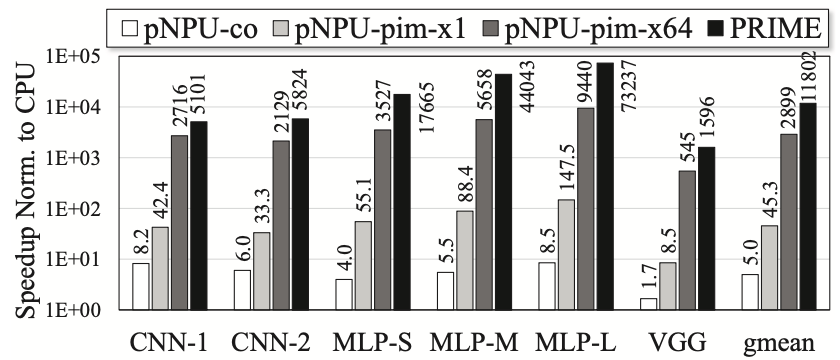 pNPU-co pNPU-pim-x1 pNPU-pim-x64 PRIME
Speedup Norm. to CPU
1E+05
1E+04
1E+03
1E+02
1E+01
1E+00
8.2 42.4 2716 5101
6.0 33.3 2129 5824
4.0 55.1 3527 17665
5.5 88.4 5658 44043
8.5 147.5 9440 73237
1.7 8.5 545 1596
5.0 45.3 2899 11802
CNN-1 CNN-2 MLP-S MLP-M MLP-L VGG gmean